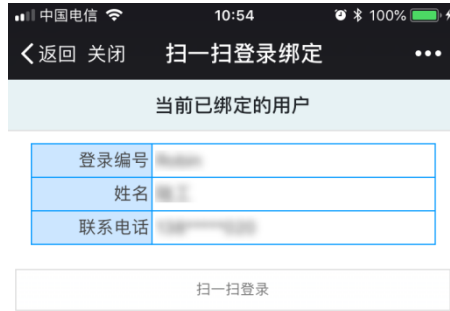 中国电信 10:54 100%
返回 关闭 扫一扫登录绑定
当前已绑定的用户
登录编号
姓名
联系电话
扫一扫登录